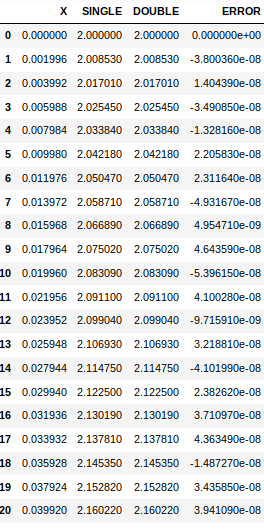 X SINGLE DOUBLE ERROR
0 0.000000 2.000000 2.000000 0.000000e+00
1 0.001996 2.008530 2.008530 -3.800360e-08
2 0.003992 2.017010 2.017010 1.404390e-08
3 0.005988 2.025450 2.025450 -3.490850e-08
4 0.007984 2.033840 2.033840 -1.328160e-08
5 0.009980 2.042180 2.042180 2.205830e-08
6 0.011976 2.050470 2.050470 2.311640e-08
7 0.013972 2.058710 2.058710 -4.931670e-08
8 0.015968 2.066890 2.066890 4.954710e-09
9 0.017964 2.075020 2.075020 4.643590e-08
10 0.019960 2.083090 2.083090 -5.396150e-08
11 0.021956 2.091100 2.091100 4.100280e-08
12 0.023952 2.099040 2.099040 -9.715910e-09
13 0.025948 2.106930 2.106930 3.218810e-08
14 0.027944 2.114750 2.114750 -4.101990e-08
15 0.029940 2.122500 2.122500 2.382620e-08
16 0.031936 2.130190 2.130190 3.710970e-08
17 0.033932 2.137810 2.137810 4.363490e-08
18 0.035928 2.145350 2.145350 -1.487270e-08
19 0.037924 2.152820 2.152820 3.435850e-08
20 0.039920 2.160220 2.160220 3.941090e-08